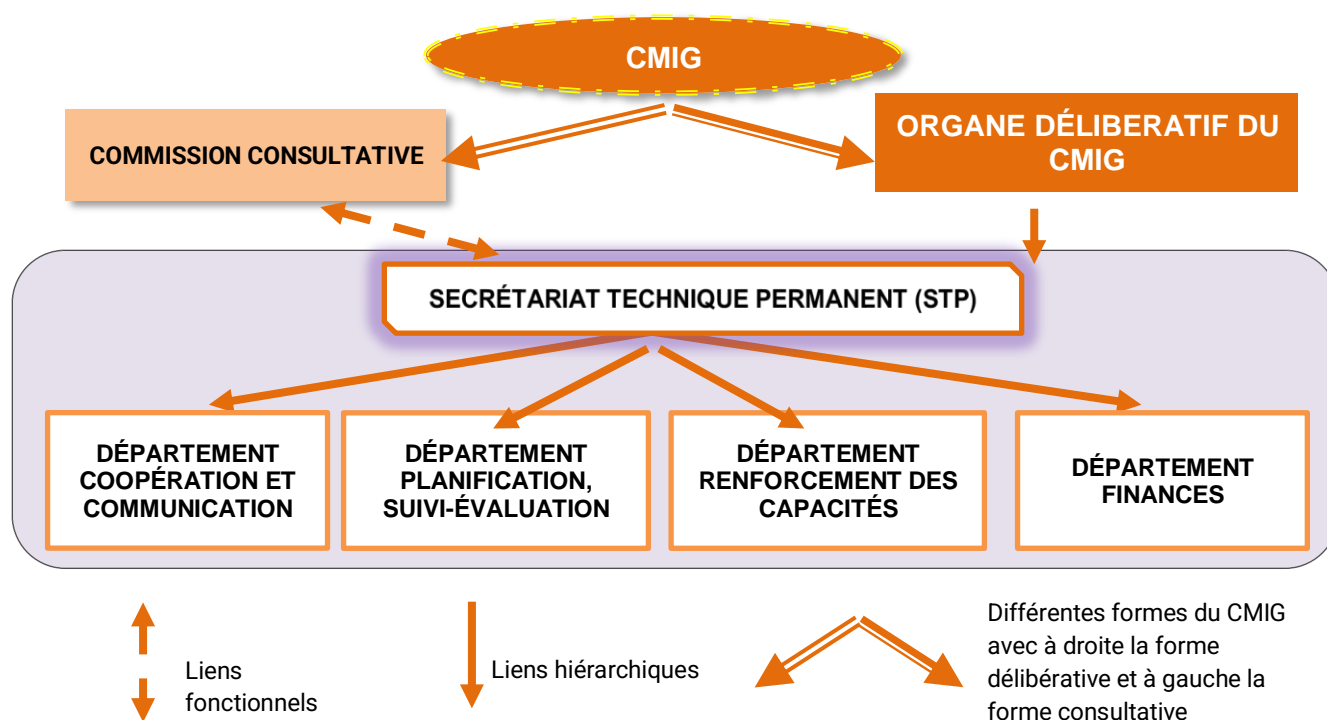 CMIG
COMMISSION CONSULTATIVE
ORGANE DÉLIBERATIF DU
CMIG
SECRÉTARIAT TECHNIQUE PERMANENT (STP)
DÉPARTEMENT
COOPÉRATION ET
COMMUNICATION
DÉPARTEMENT
PLANIFICATION,
SUIVI-ÉVALUATION
DÉPARTEMENT
RENFORCEMENT DES
CAPACITÉS
DÉPARTEMENT
FINANCES
Liens
fonctionnels
Liens hiérarchiques
Différentes formes du CMIG
avec à droite la forme
délibérative et à gauche la
forme consultative